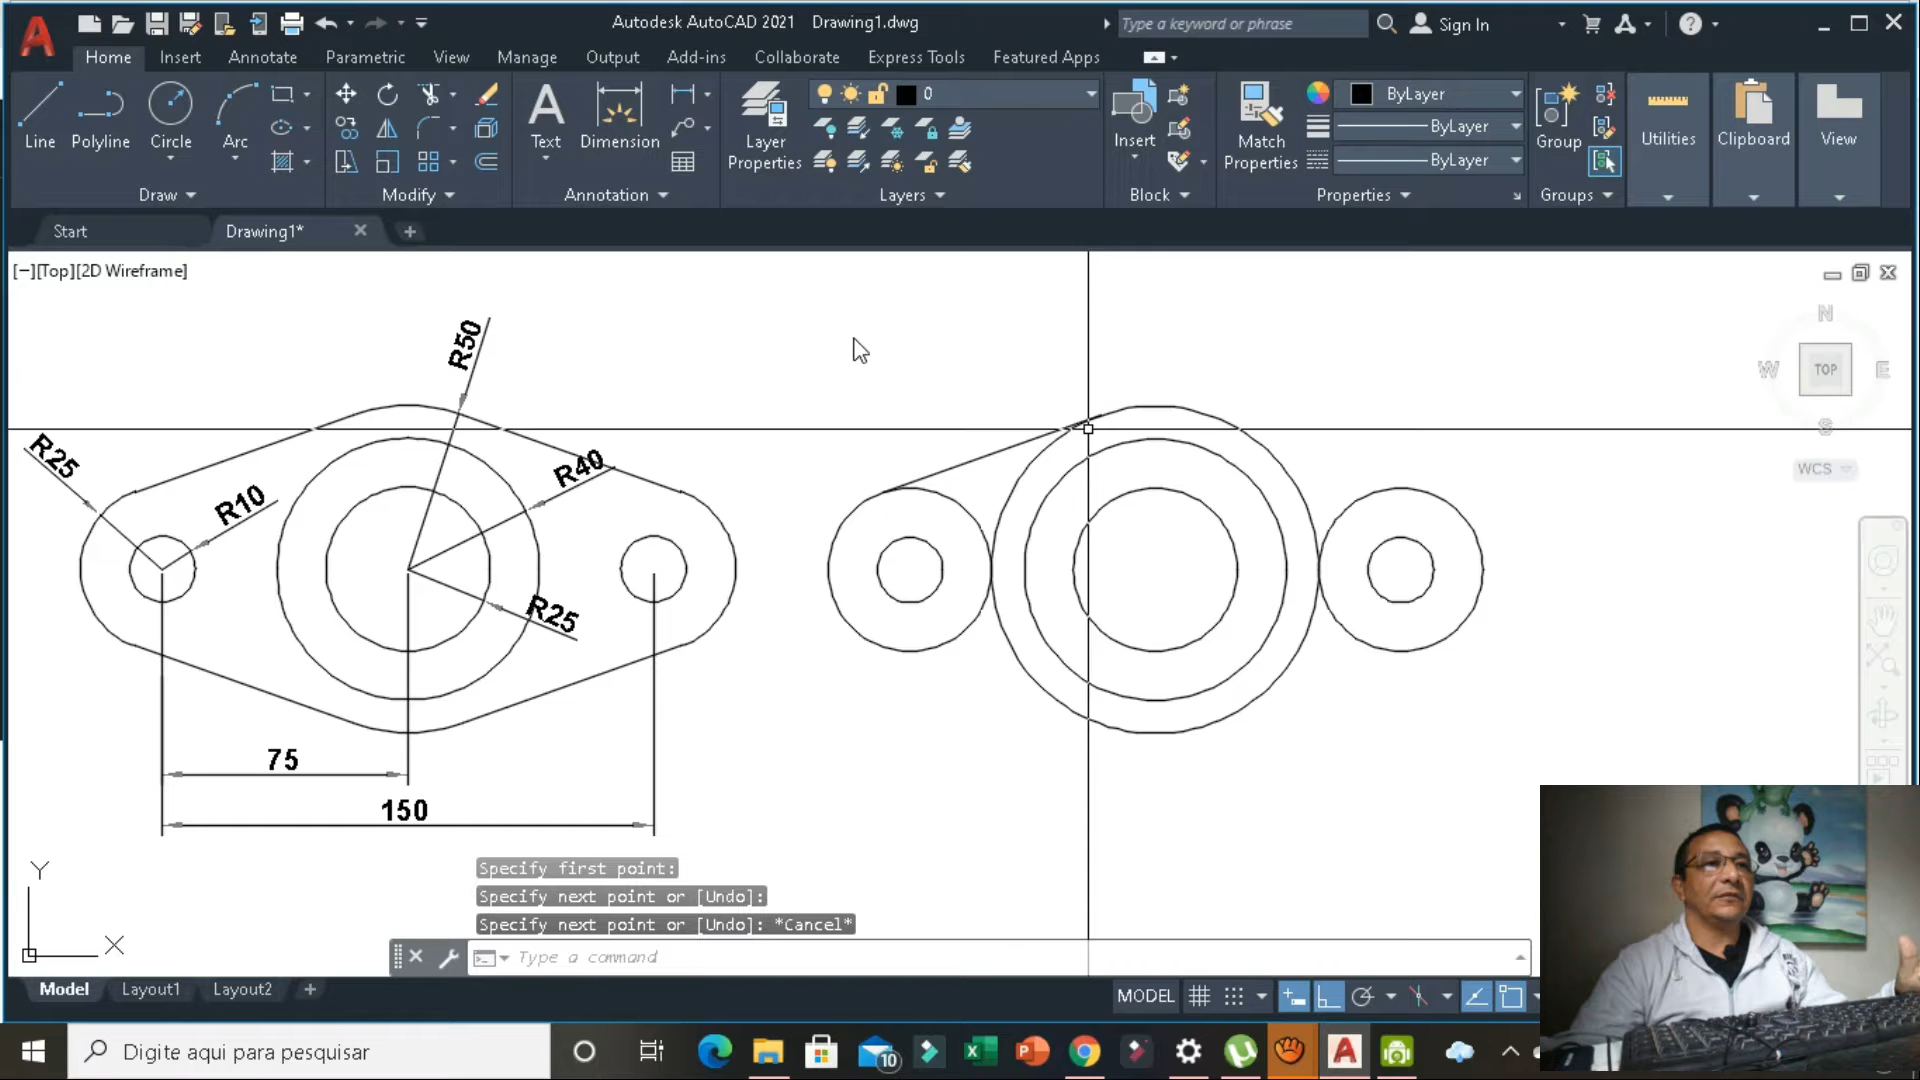 Autodesk AutoCAD 2021 Drawing1.dwg
Type a keyword or phrase
Sign In
Home Insert Annotate Parametric View Manage Output Add-ins Collaborate Express Tools Featured Apps
Line Polyline Circle Arc
Text Dimension
Layer Properties
0
Insert
Match Properties
ByLayer
ByLayer
ByLayer
Group
Utilities
Clipboard
View
Draw Modify Annotation Layers Block Properties Groups
Start Drawing1*
[−][Top][2D Wireframe]
N
W TOP E
S
WCS
R50
R25
R10
R40
R25
75
150
Y
X
Specify first point:
Specify next point or [Undo]:
Specify next point or [Undo]: *Cancel*
Type a command
Model Layout1 Layout2
MODEL
Digite aqui para pesquisar
10